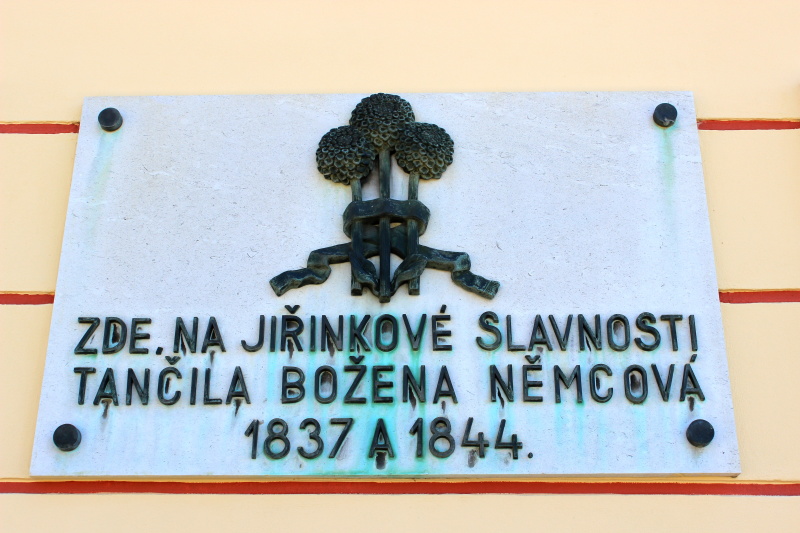 ZDE, NA JIŘINKOVÉ SLAVNOSTI
TANČILA BOŽENA NĚMCOVÁ
1837 A 1844.